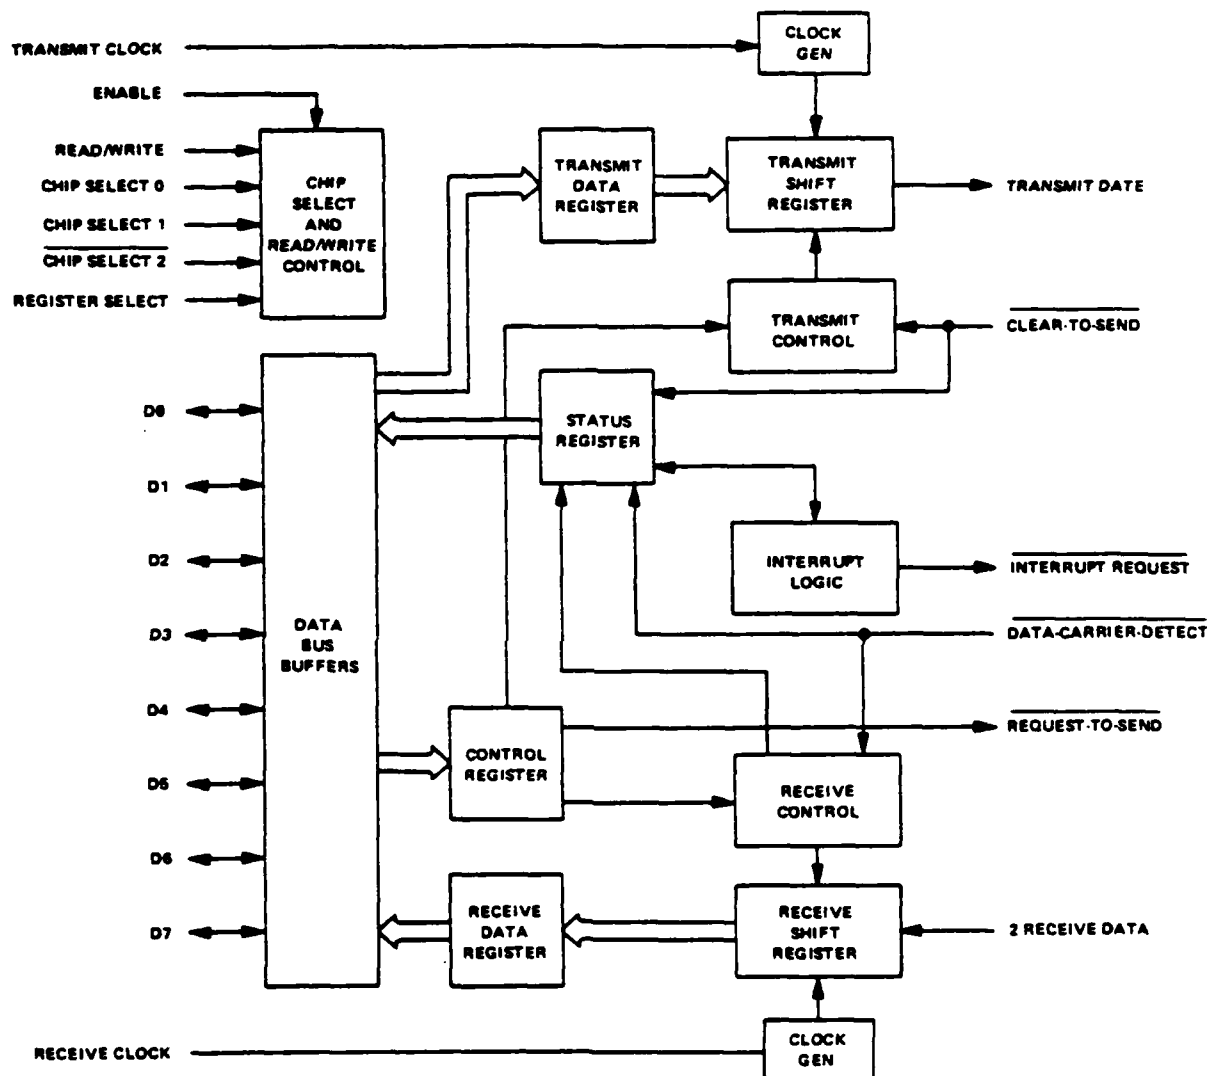 TRANSMIT CLOCK
CLOCK
GEN
ENABLE
READ/WRITE
CHIP SELECT 0
CHIP SELECT 1
CHIP SELECT 2
REGISTER SELECT
CHIP
SELECT
AND
READ/WRITE
CONTROL
TRANSMIT
DATA
REGISTER
TRANSMIT
SHIFT
REGISTER
TRANSMIT DATE
TRANSMIT
CONTROL
CLEAR-TO-SEND
STATUS
REGISTER
INTERRUPT
LOGIC
INTERRUPT REQUEST
DATA-CARRIER-DETECT
D0
D1
D2
D3
D4
D5
D6
D7
DATA
BUS
BUFFERS
CONTROL
REGISTER
REQUEST-TO-SEND
RECEIVE
CONTROL
RECEIVE
DATA
REGISTER
RECEIVE
SHIFT
REGISTER
2 RECEIVE DATA
RECEIVE CLOCK
CLOCK
GEN